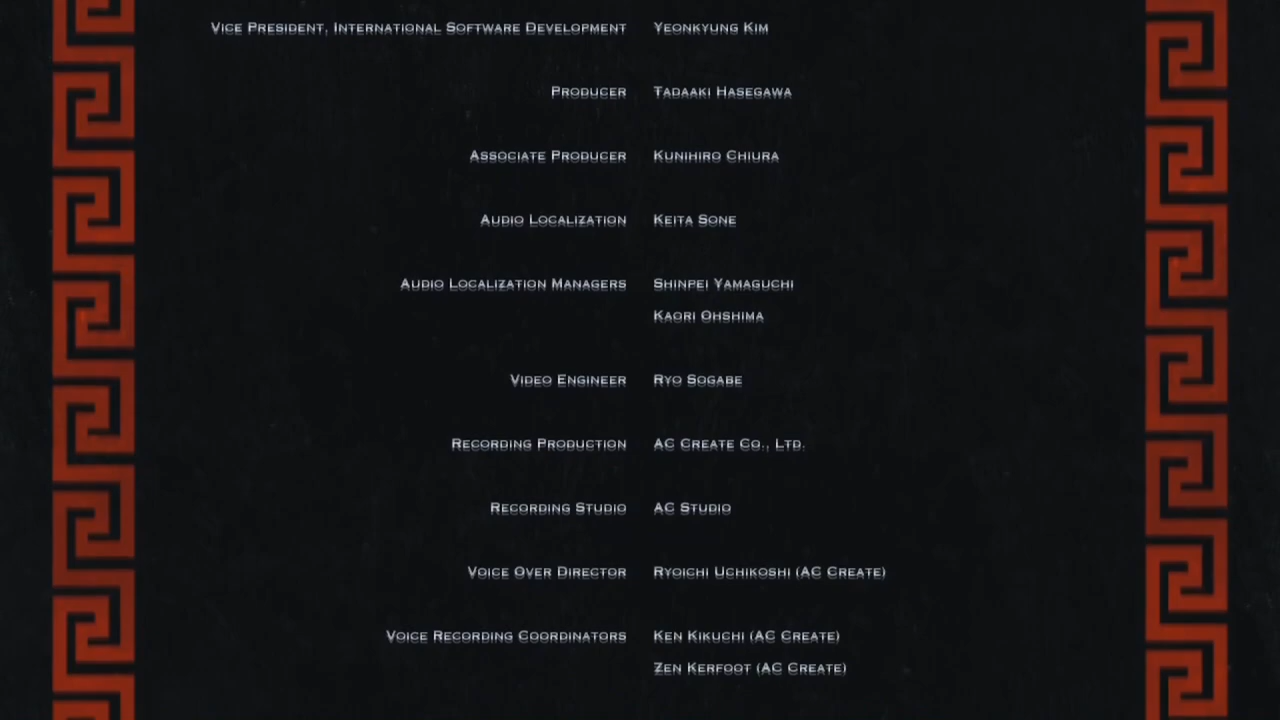 Vice President, International Software Development Yeonkyung Kim
Producer Tadaaki Hasegawa
Associate Producer Kunihiro Chiura
Audio Localization Keita Sone
Audio Localization Managers Shinpei Yamaguchi
Kaori Ohshima
Video Engineer Ryo Sogabe
Recording Production AC Create Co., Ltd.
Recording Studio AC Studio
Voice Over Director Ryoichi Uchikoshi (AC Create)
Voice Recording Coordinators Ken Kikuchi (AC Create)
Zen Kerfoot (AC Create)